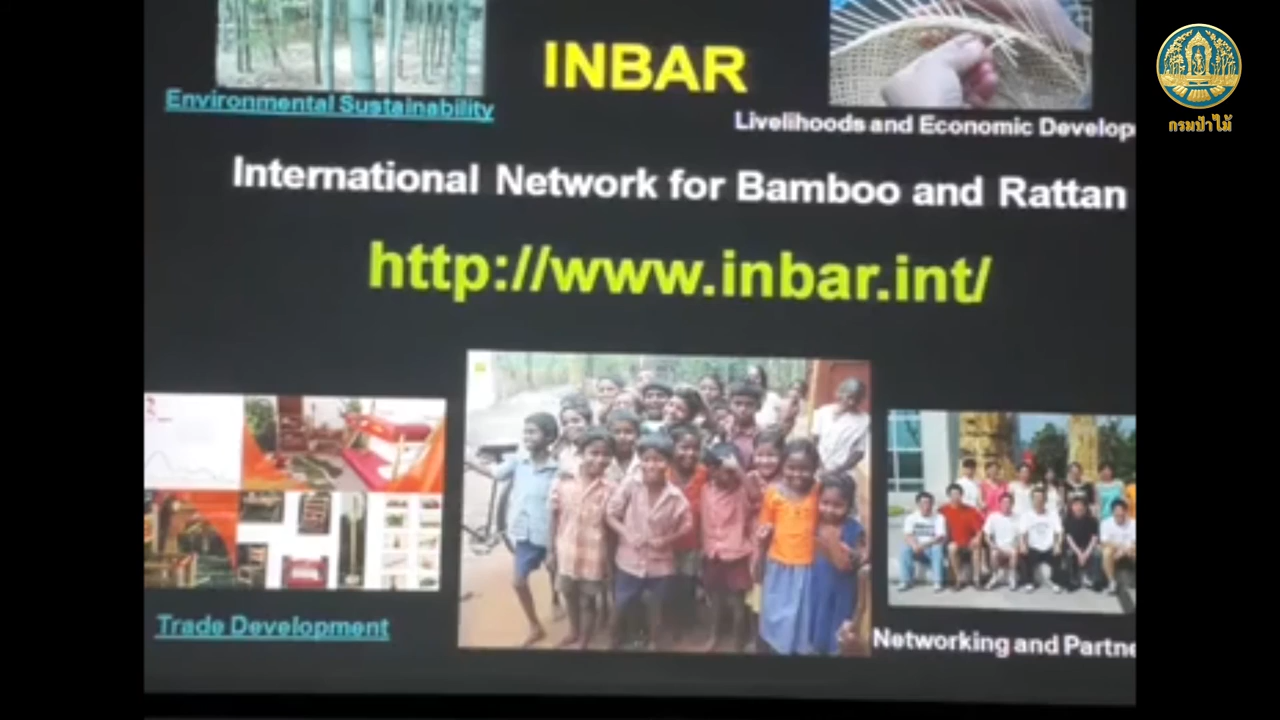 INBAR
กรมป่าไม้
Environmental Sustainability
Livelihoods and Economic Develop
International Network for Bamboo and Rattan
http://www.inbar.int/
Trade Development
Networking and Partne